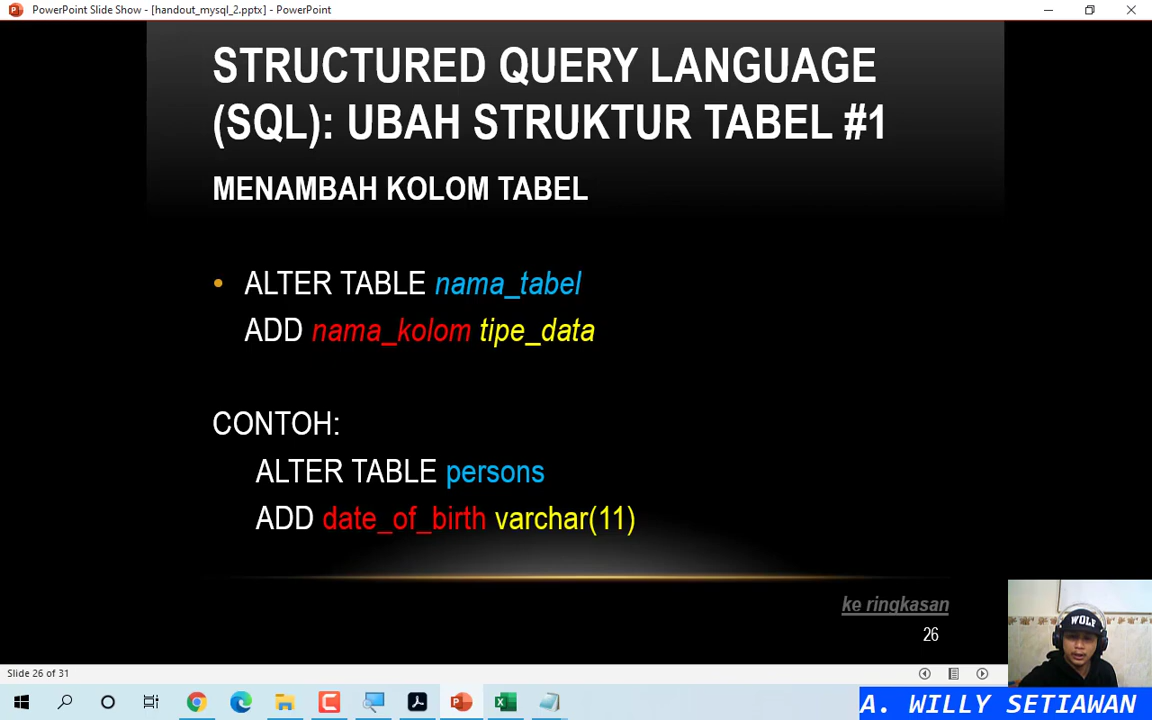 PowerPoint Slide Show - [handout_mysql_2.pptx] - PowerPoint
STRUCTURED QUERY LANGUAGE
(SQL): UBAH STRUKTUR TABEL #1
MENAMBAH KOLOM TABEL
• ALTER TABLE nama_tabel
ADD nama_kolom tipe_data
CONTOH:
ALTER TABLE persons
ADD date_of_birth varchar(11)
ke ringkasan
26
WOLF
Slide 26 of 31
A. WILLY SETIAWAN